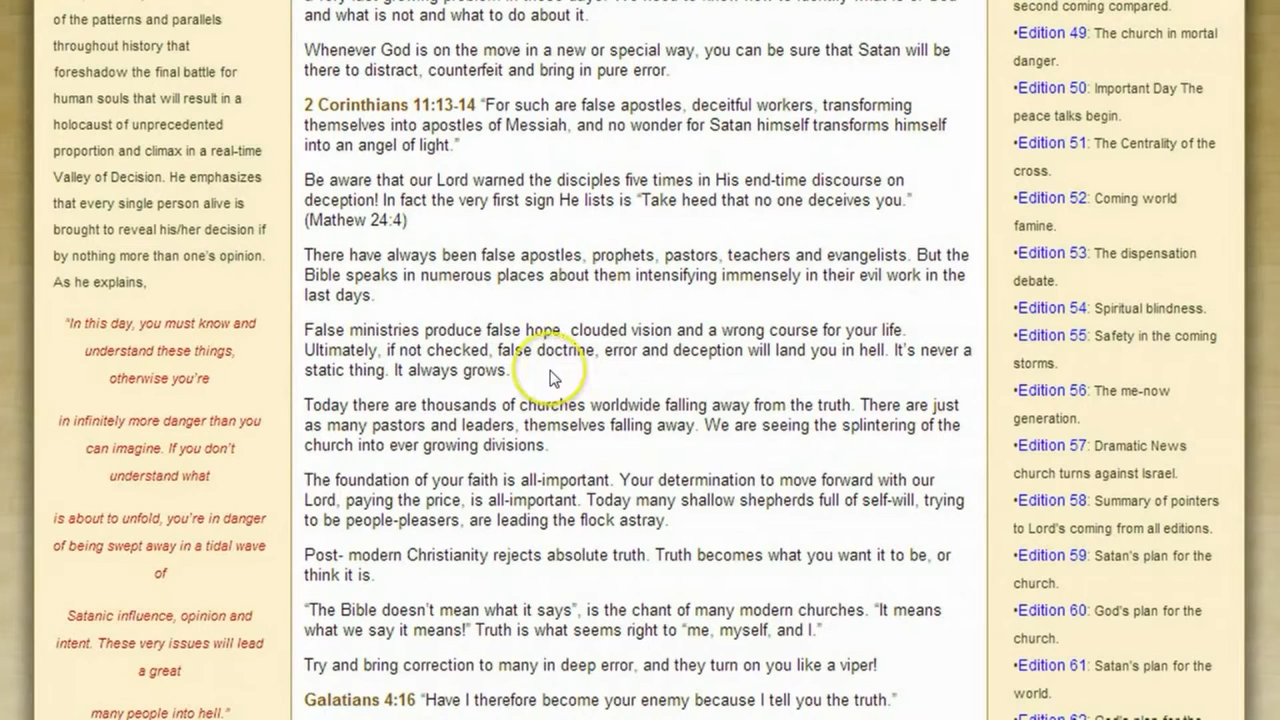 of the patterns and parallels
throughout history that
foreshadow the final battle for
human souls that will result in a
holocaust of unprecedented
proportion and climax in a real-time
Valley of Decision. He emphasizes
that every single person alive is
brought to reveal his/her decision if
by nothing more than one's opinion.
As he explains,
"In this day, you must know and
understand these things,
otherwise you're
in infinitely more danger than you
can imagine. If you don't
understand what
is about to unfold, you're in danger
of being swept away in a tidal wave
of
Satanic influence, opinion and
intent. These very issues will lead
a great
many people into hell."
and what is not and what to do about it.
Whenever God is on the move in a new or special way, you can be sure that Satan will be
there to distract, counterfeit and bring in pure error.
2 Corinthians 11:13-14 "For such are false apostles, deceitful workers, transforming
themselves into apostles of Messiah, and no wonder for Satan himself transforms himself
into an angel of light."
Be aware that our Lord warned the disciples five times in His end-time discourse on
deception! In fact the very first sign He lists is "Take heed that no one deceives you."
(Mathew 24:4)
There have always been false apostles, prophets, pastors, teachers and evangelists. But the
Bible speaks in numerous places about them intensifying immensely in their evil work in the
last days.
False ministries produce false hope, clouded vision and a wrong course for your life.
Ultimately, if not checked, false doctrine, error and deception will land you in hell. It's never a
static thing. It always grows.
Today there are thousands of churches worldwide falling away from the truth. There are just
as many pastors and leaders, themselves falling away. We are seeing the splintering of the
church into ever growing divisions.
The foundation of your faith is all-important. Your determination to move forward with our
Lord, paying the price, is all-important. Today many shallow shepherds full of self-will, trying
to be people-pleasers, are leading the flock astray.
Post- modern Christianity rejects absolute truth. Truth becomes what you want it to be, or
think it is.
"The Bible doesn't mean what it says", is the chant of many modern churches. "It means
what we say it means!" Truth is what seems right to "me, myself, and I."
Try and bring correction to many in deep error, and they turn on you like a viper!
Galatians 4:16 "Have I therefore become your enemy because I tell you the truth."
second coming compared.
•Edition 49: The church in mortal
danger.
•Edition 50: Important Day The
peace talks begin.
•Edition 51: The Centrality of the
cross.
•Edition 52: Coming world
famine.
•Edition 53: The dispensation
debate.
•Edition 54: Spiritual blindness.
•Edition 55: Safety in the coming
storms.
•Edition 56: The me-now
generation.
•Edition 57: Dramatic News
church turns against Israel.
•Edition 58: Summary of pointers
to Lord's coming from all editions.
•Edition 59: Satan's plan for the
church.
•Edition 60: God's plan for the
church.
•Edition 61: Satan's plan for the
world.